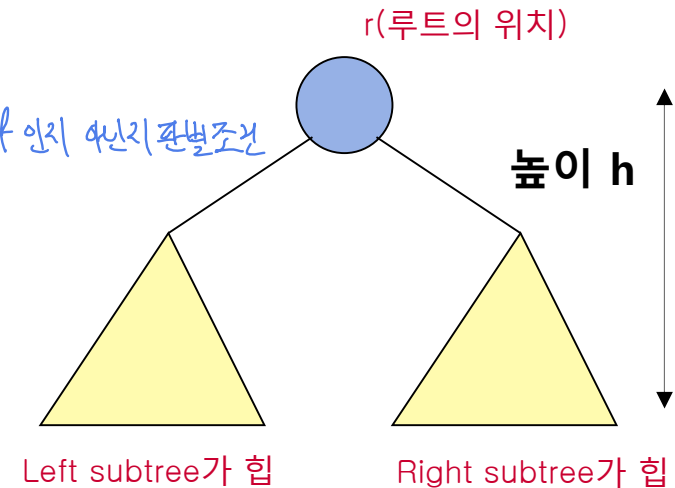 r(루트의 위치)
인지 아닌지 판별조건
높이 h
Left subtree가 힙
Right subtree가 힙